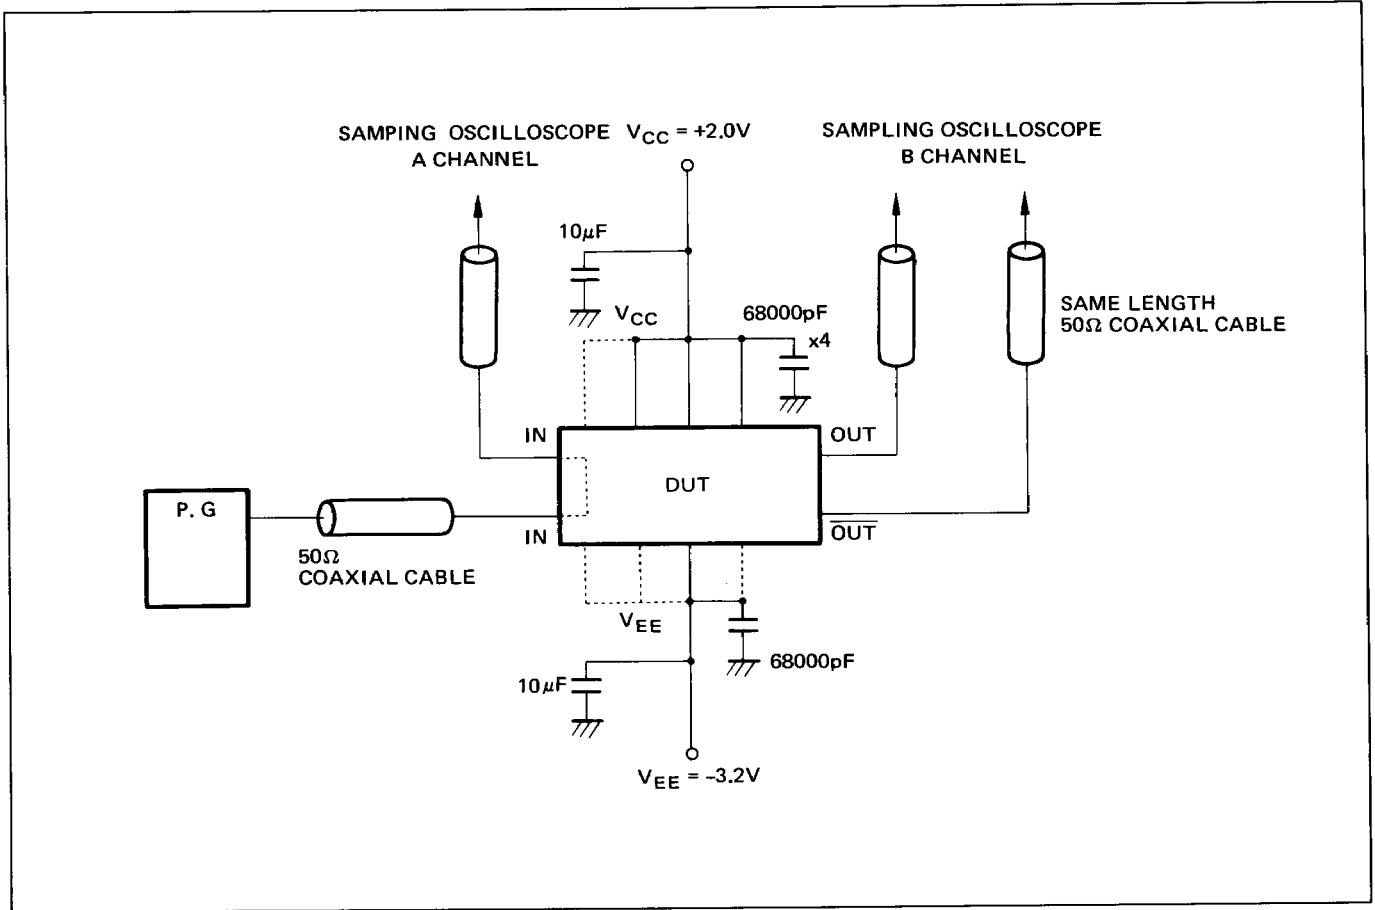 SAMPING OSCILLOSCOPE
A CHANNEL
VCC = +2.0V
SAMPLING OSCILLOSCOPE
B CHANNEL
10μF
VCC
68000pF
x4
SAME LENGTH
50Ω COAXIAL CABLE
IN
OUT
DUT
P. G
IN
OUT
50Ω
COAXIAL CABLE
VEE
68000pF
10μF
VEE = –3.2V